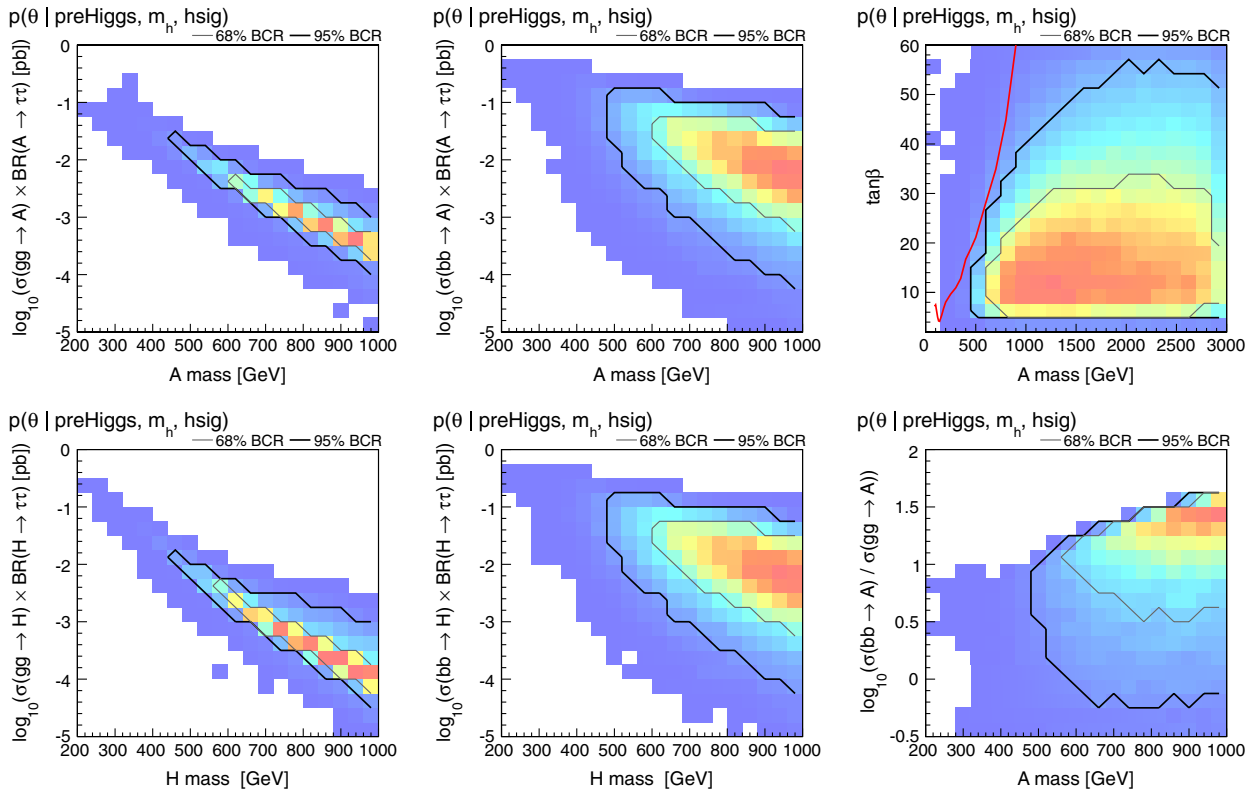 p(θ | preHiggs, m_h, hsig)
68% BCR 95% BCR
log_10(σ(gg → A) × BR(A → ττ) [pb]
0
-1
-2
-3
-4
-5
200 300 400 500 600 700 800 900 1000
A mass [GeV]
p(θ | preHiggs, m_h, hsig)
68% BCR 95% BCR
log_10(σ(bb → A) × BR(A → ττ) [pb]
0
-1
-2
-3
-4
-5
200 300 400 500 600 700 800 900 1000
A mass [GeV]
p(θ | preHiggs, m_h, hsig)
68% BCR 95% BCR
tanβ
60
50
40
30
20
10
0 500 1000 1500 2000 2500 3000
A mass [GeV]
p(θ | preHiggs, m_h, hsig)
68% BCR 95% BCR
log_10(σ(gg → H) × BR(H → ττ) [pb]
0
-1
-2
-3
-4
-5
200 300 400 500 600 700 800 900 1000
H mass [GeV]
p(θ | preHiggs, m_h, hsig)
68% BCR 95% BCR
log_10(σ(bb → H) × BR(H → ττ) [pb]
0
-1
-2
-3
-4
-5
200 300 400 500 600 700 800 900 1000
H mass [GeV]
p(θ | preHiggs, m_h, hsig)
68% BCR 95% BCR
log_10(σ(bb → A) / σ(gg → A))
2
1.5
1
0.5
0
-0.5
200 300 400 500 600 700 800 900 1000
A mass [GeV]